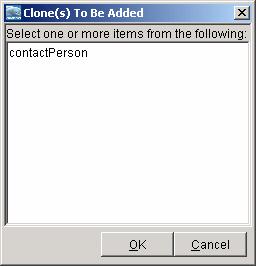 Clone(s) To Be Added
Select one or more items from the following:
contactPerson
OK
Cancel